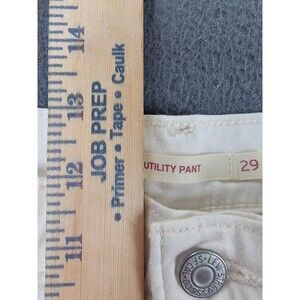 14
13
12
11
JOB PREP
• Primer • Tape • Caulk
UTILITY PANT
29